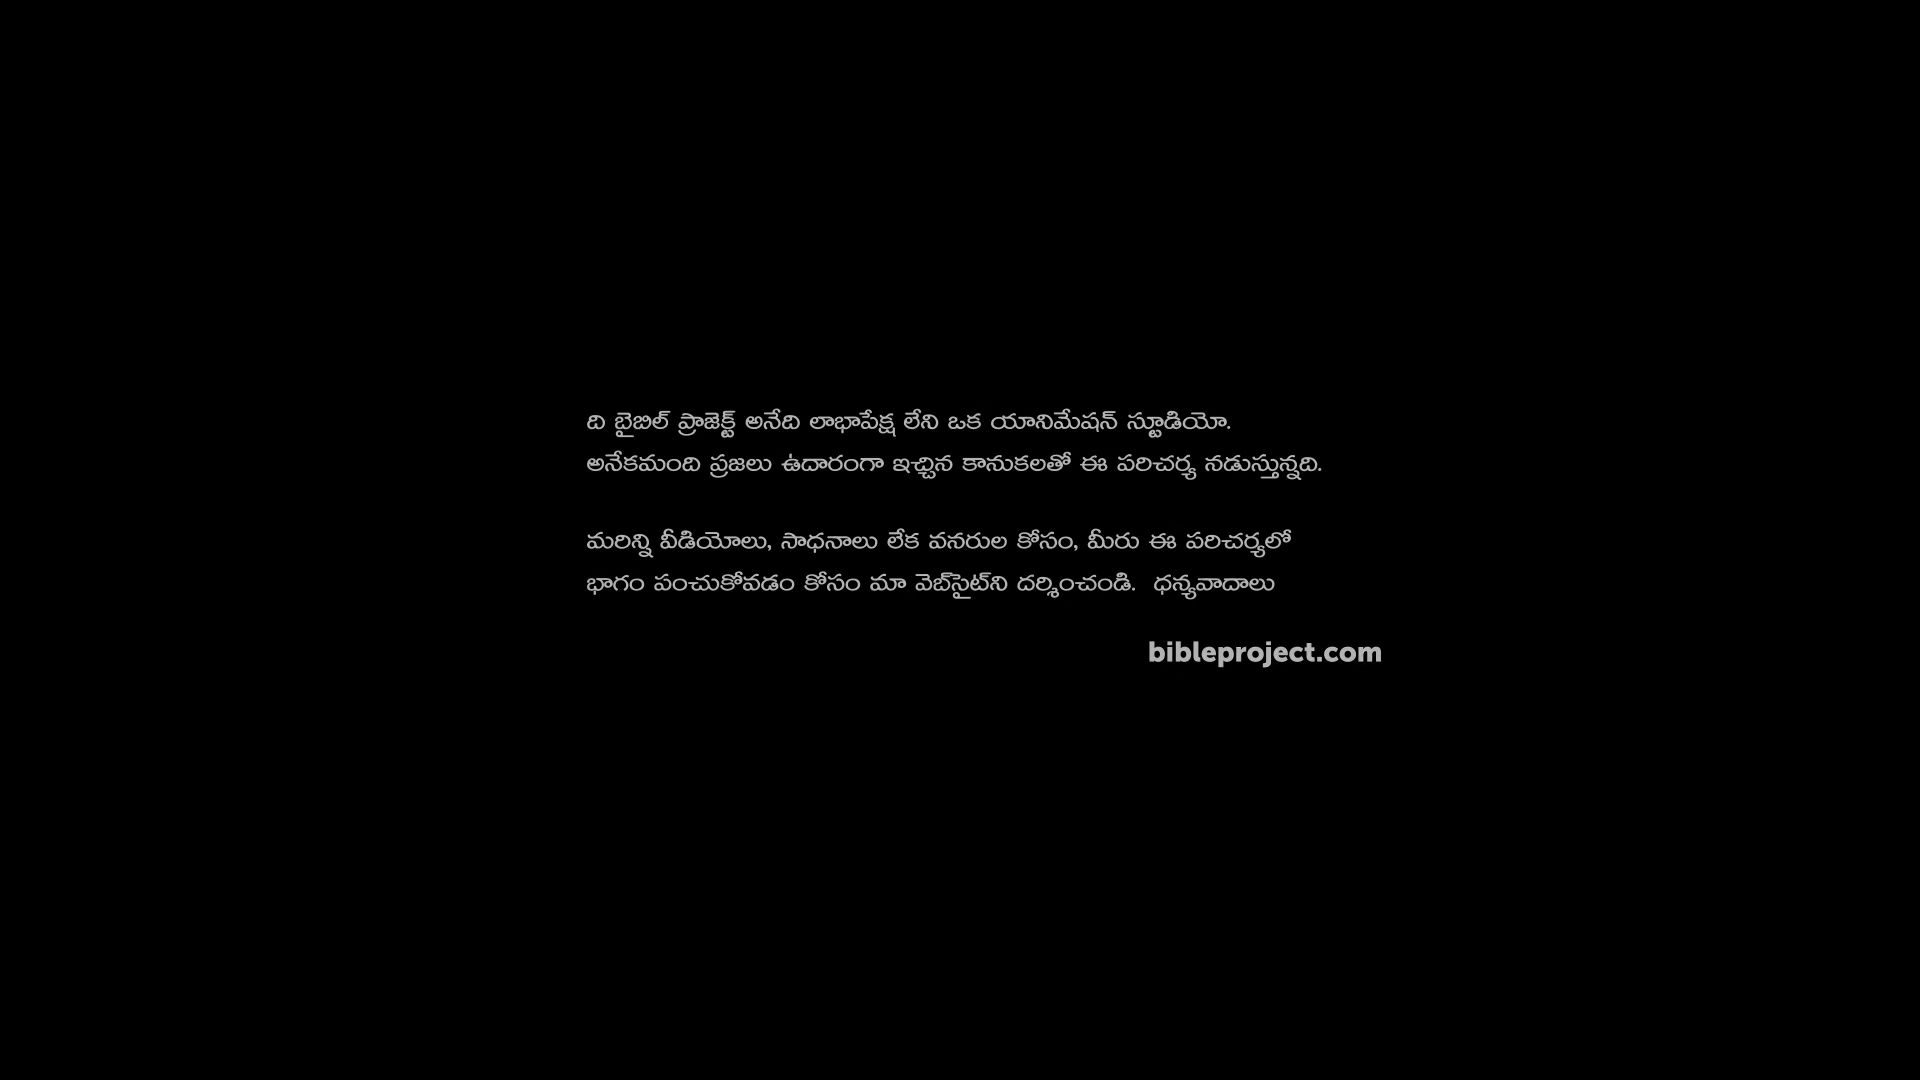 ది బైబిల్ ప్రాజెక్ట్ అనేది లాభాపేక్ష లేని ఒక యానిమేషన్ స్టూడియో.
అనేకమంది ప్రజలు ఉదారంగా ఇచ్చిన కానుకలతో ఈ పరిచర్య నడుస్తున్నది.
మరిన్ని వీడియోలు, సాధనాలు లేక వనరుల కోసం, మీరు ఈ పరిచర్యలో
భాగం పంచుకోవడం కోసం మా వెబ్‌సైట్‌ని దర్శించండి.  ధన్యవాదాలు
bibleproject.com